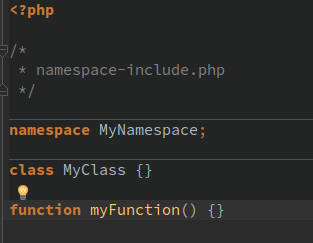 <?php
/*
* namespace-include.php
*/
namespace MyNamespace;
class MyClass {}
function myFunction() {}